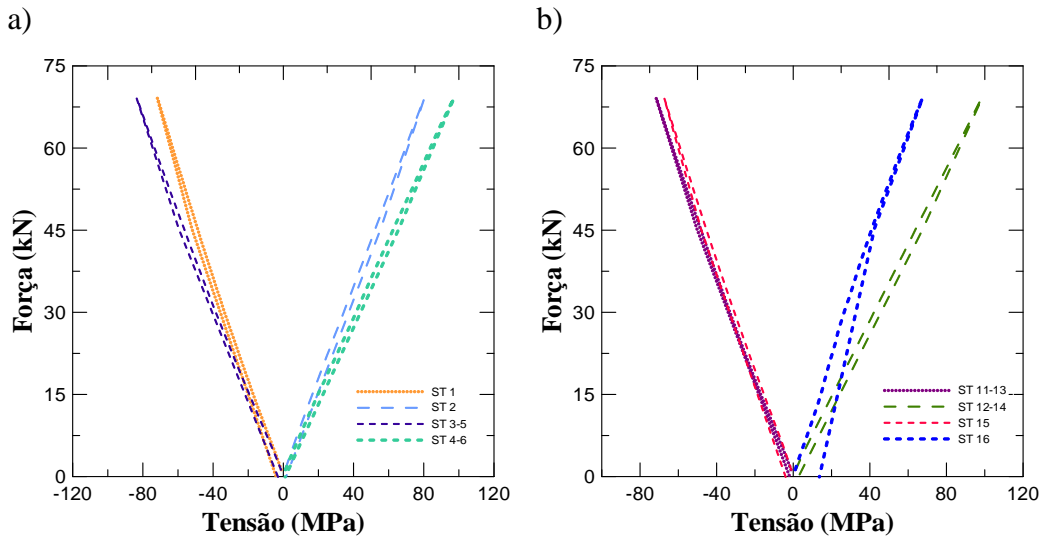 a)
b)
75
60
45
30
15
0
Força (kN)
-120
-80
-40
0
40
80
120
Tensão (MPa)
ST 1
ST 2
ST 3-5
ST 4-6
75
60
45
30
15
0
Força (kN)
-80
-40
0
40
80
120
Tensão (MPa)
ST 11-13
ST 12-14
ST 15
ST 16